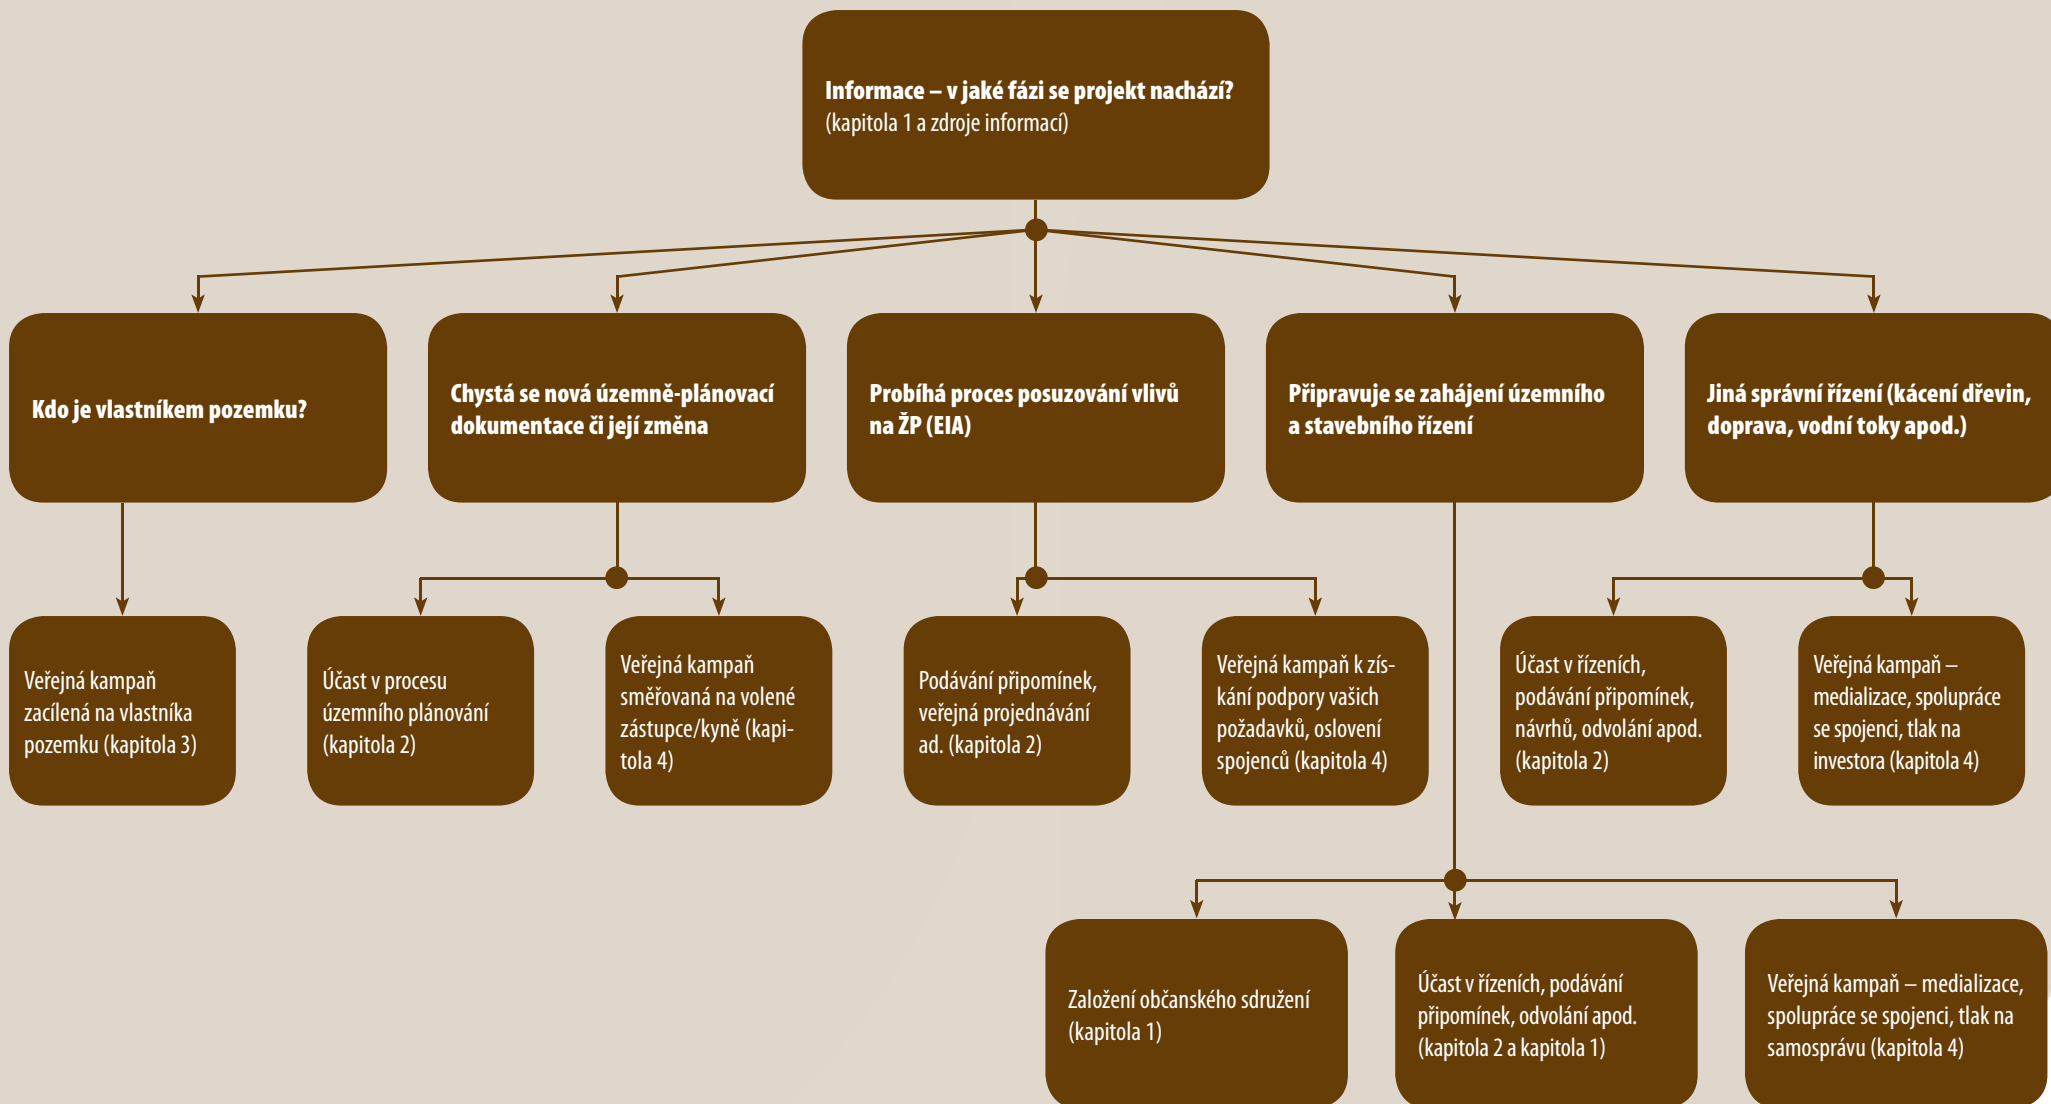 Informace – v jaké fázi se projekt nachází?
(kapitola 1 a zdroje informací)
Kdo je vlastníkem pozemku?
Chystá se nová územně-plánovací
dokumentace či její změna
Probíhá proces posuzování vlivů
na ŽP (EIA)
Připravuje se zahájení územního
a stavebního řízení
Jiná správní řízení (kácení dřevin,
doprava, vodní toky apod.)
Veřejná kampaň
zacílená na vlastníka
pozemku (kapitola 3)
Účast v procesu
územního plánování
(kapitola 2)
Veřejná kampaň
směřovaná na volené
zástupce/kyně (kapi-
tola 4)
Podávání připomínek,
veřejná projednávání
ad. (kapitola 2)
Veřejná kampaň k zís-
kání podpory vašich
požadavků, oslovení
spojenců (kapitola 4)
Účast v řízeních,
podávání připomínek,
návrhů, odvolání apod.
(kapitola 2)
Veřejná kampaň –
medializace, spolupráce
se spojenci, tlak na
investora (kapitola 4)
Založení občanského sdružení
(kapitola 1)
Účast v řízeních, podávání
připomínek, odvolání apod.
(kapitola 2 a kapitola 1)
Veřejná kampaň – medializace,
spolupráce se spojenci, tlak na
samosprávu (kapitola 4)